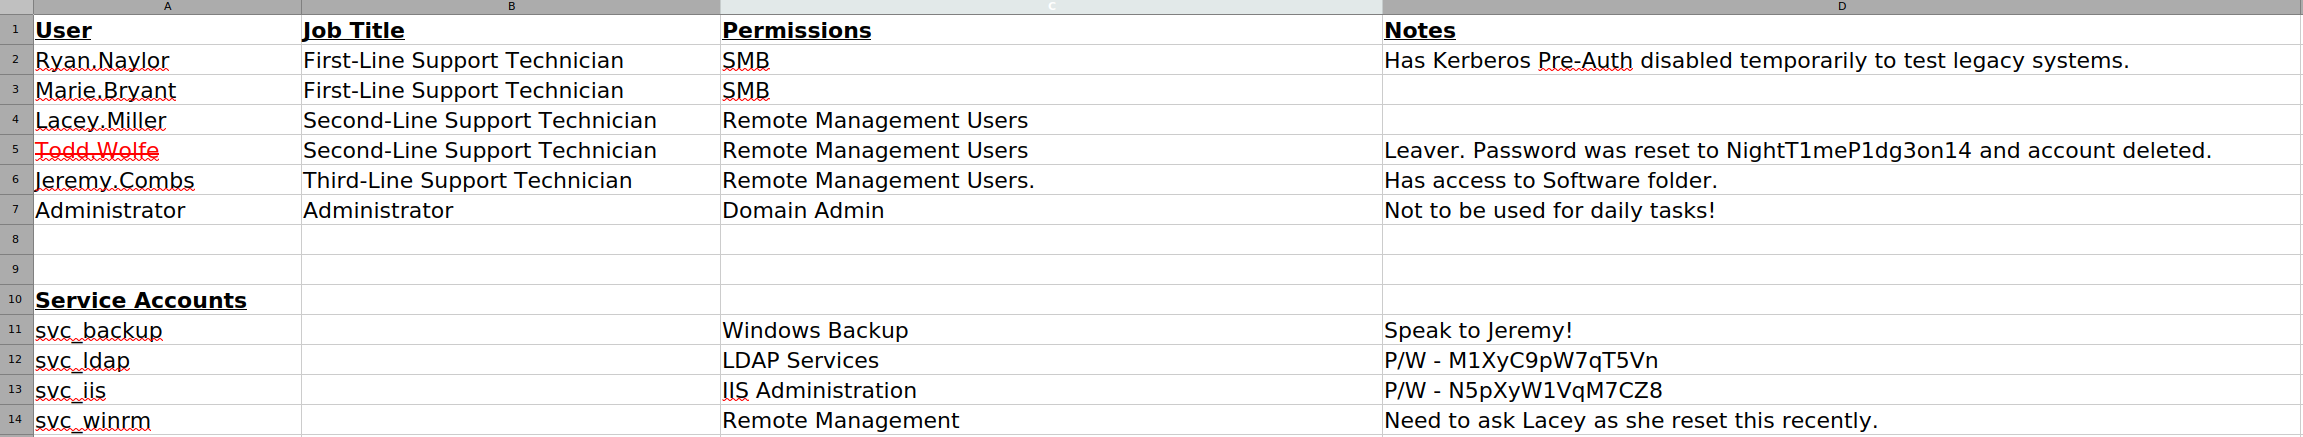 A B C D
1 User Job Title Permissions Notes
2 Ryan.Naylor First-Line Support Technician SMB Has Kerberos Pre-Auth disabled temporarily to test legacy systems.
3 Marie.Bryant First-Line Support Technician SMB
4 Lacey.Miller Second-Line Support Technician Remote Management Users
5 Todd.Wolfe Second-Line Support Technician Remote Management Users Leaver. Password was reset to NightT1meP1dg3on14 and account deleted.
6 Jeremy.Combs Third-Line Support Technician Remote Management Users. Has access to Software folder.
7 Administrator Administrator Domain Admin Not to be used for daily tasks!
8
9
10 Service Accounts
11 svc_backup Windows Backup Speak to Jeremy!
12 svc_ldap LDAP Services P/W - M1XyC9pW7qT5Vn
13 svc_iis IIS Administration P/W - N5pXyW1VqM7CZ8
14 svc_winrm Remote Management Need to ask Lacey as she reset this recently.